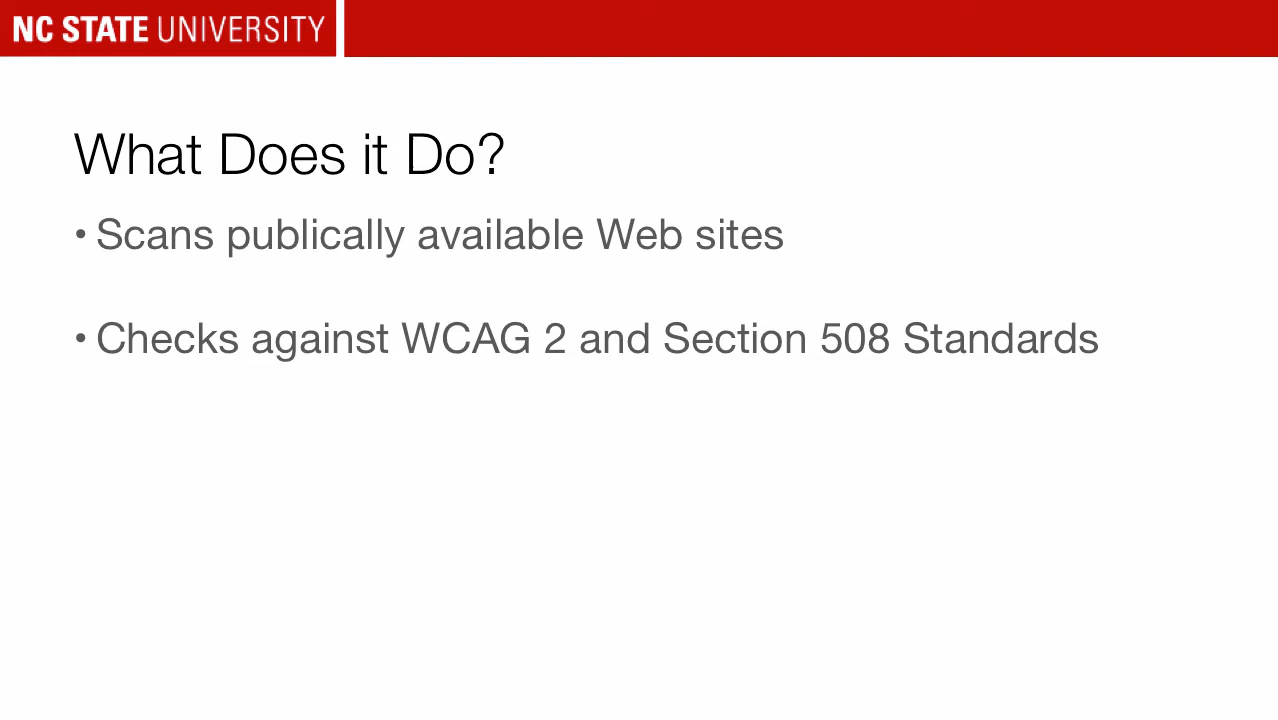 NC STATE UNIVERSITY
What Does it Do?
• Scans publically available Web sites
• Checks against WCAG 2 and Section 508 Standards